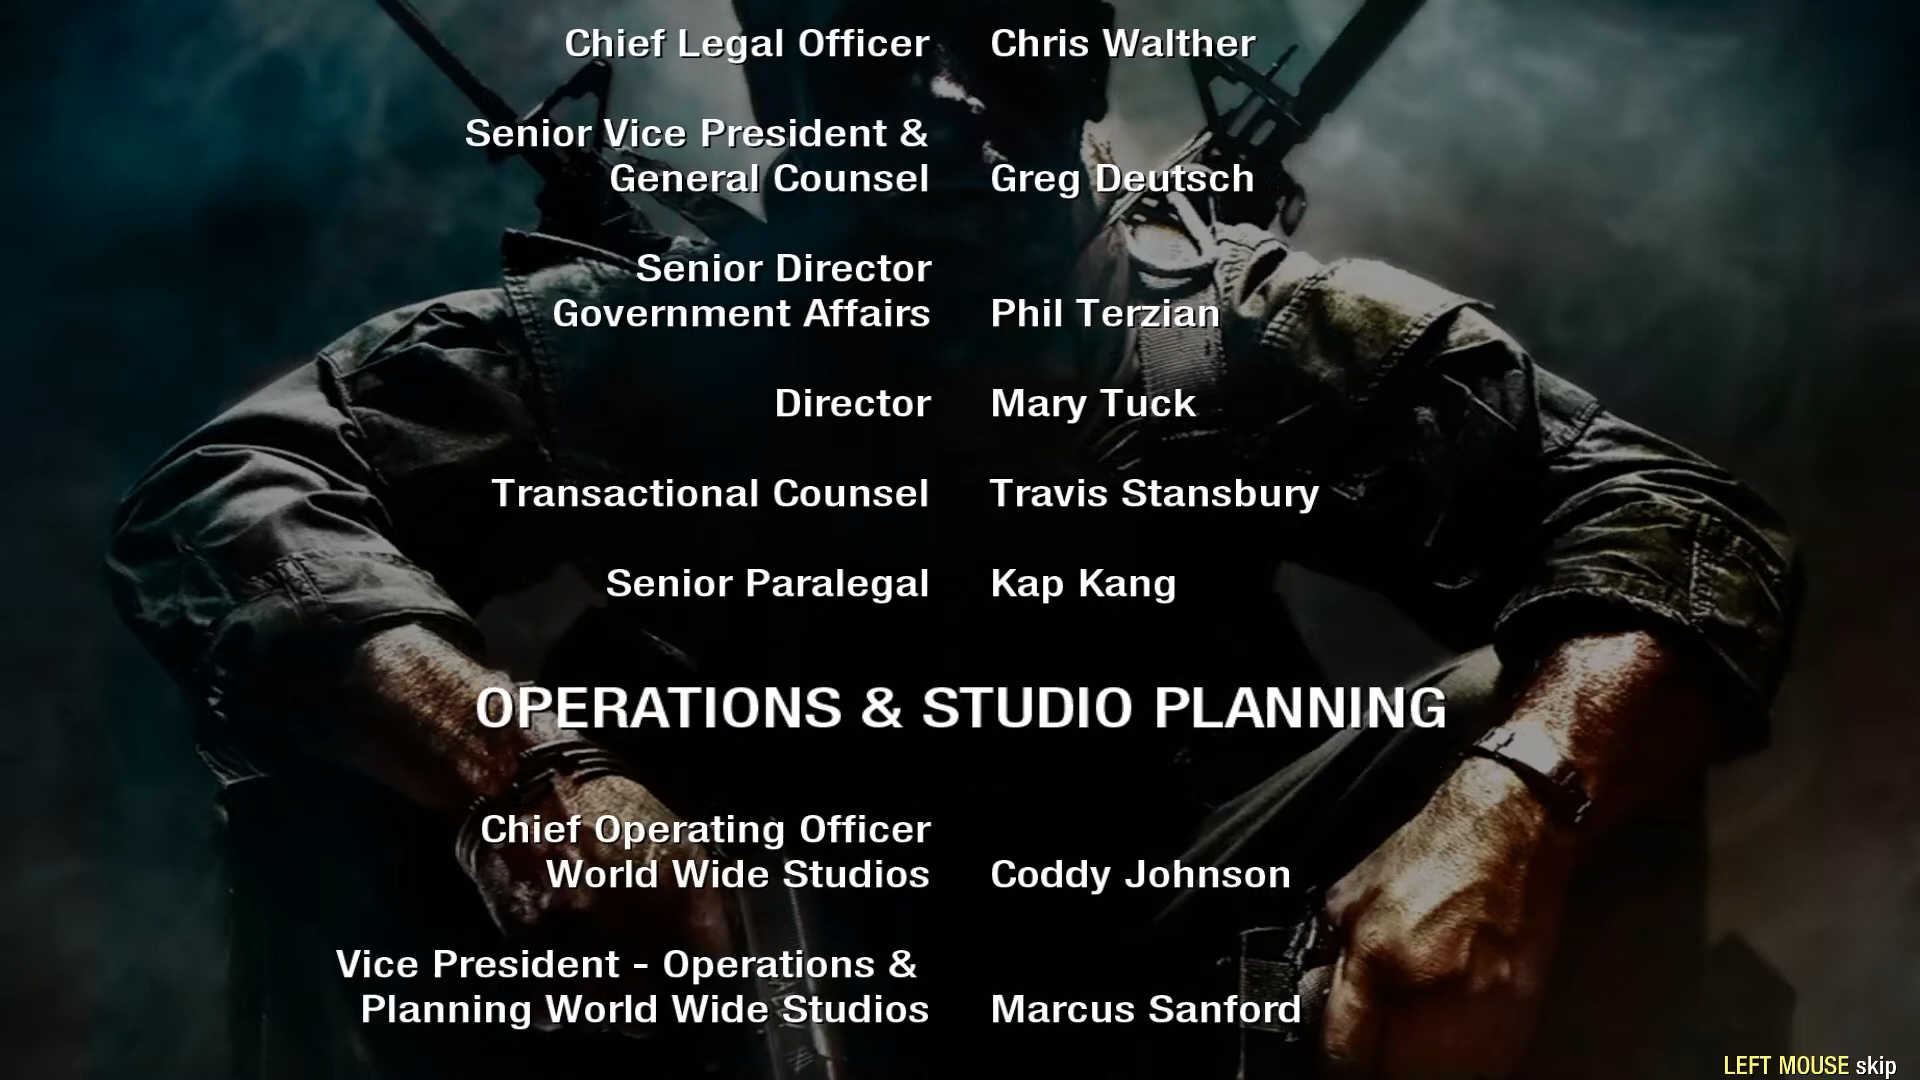 Chief Legal Officer Chris Walther
Senior Vice President &
General Counsel Greg Deutsch
Senior Director
Government Affairs Phil Terzian
Director Mary Tuck
Transactional Counsel Travis Stansbury
Senior Paralegal Kap Kang
OPERATIONS & STUDIO PLANNING
Chief Operating Officer
World Wide Studios Coddy Johnson
Vice President - Operations &
Planning World Wide Studios Marcus Sanford
LEFT MOUSE skip